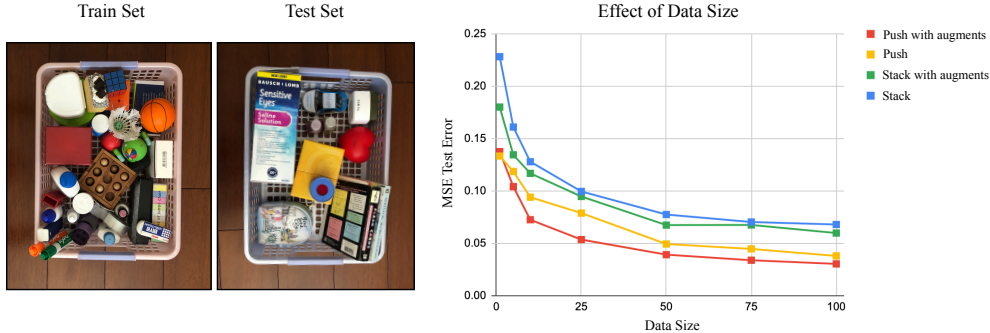 Train Set
Test Set
BAUSCH + LOMB
Sensitive
Eyes
Saline
Solution
Effect of Data Size
0.25
0.20
0.15
0.10
0.05
0.00
MSE Test Error
0
25
50
75
100
Data Size
Push with augments
Push
Stack with augments
Stack